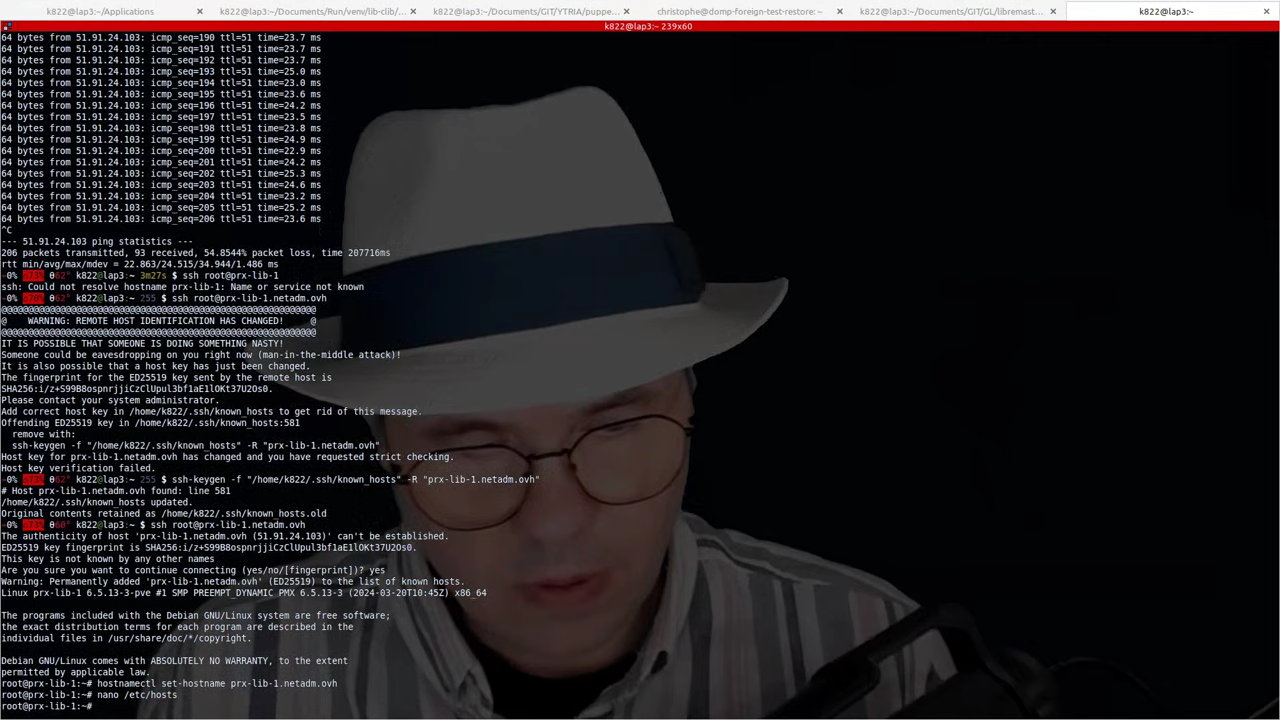 k822@lap3:~/Applications
k822@lap3:~/Documents/Run/venv/lib-clib/...
k822@lap3:~/Documents/GIT/YTRIA/puppe...
christophe@domp-foreign-test-restore: ~
k822@lap3:~/Documents/GIT/GL/libremast...
k822@lap3:~
k822@lap3:~ 239x60
64 bytes from 51.91.24.103: icmp_seq=190 ttl=51 time=23.7 ms
64 bytes from 51.91.24.103: icmp_seq=191 ttl=51 time=23.7 ms
64 bytes from 51.91.24.103: icmp_seq=192 ttl=51 time=23.7 ms
64 bytes from 51.91.24.103: icmp_seq=193 ttl=51 time=25.0 ms
64 bytes from 51.91.24.103: icmp_seq=194 ttl=51 time=23.0 ms
64 bytes from 51.91.24.103: icmp_seq=195 ttl=51 time=23.6 ms
64 bytes from 51.91.24.103: icmp_seq=196 ttl=51 time=24.2 ms
64 bytes from 51.91.24.103: icmp_seq=197 ttl=51 time=23.5 ms
64 bytes from 51.91.24.103: icmp_seq=198 ttl=51 time=23.8 ms
64 bytes from 51.91.24.103: icmp_seq=199 ttl=51 time=24.9 ms
64 bytes from 51.91.24.103: icmp_seq=200 ttl=51 time=22.9 ms
64 bytes from 51.91.24.103: icmp_seq=201 ttl=51 time=24.2 ms
64 bytes from 51.91.24.103: icmp_seq=202 ttl=51 time=25.3 ms
64 bytes from 51.91.24.103: icmp_seq=203 ttl=51 time=24.6 ms
64 bytes from 51.91.24.103: icmp_seq=204 ttl=51 time=23.2 ms
64 bytes from 51.91.24.103: icmp_seq=205 ttl=51 time=25.2 ms
64 bytes from 51.91.24.103: icmp_seq=206 ttl=51 time=23.6 ms
^C
--- 51.91.24.103 ping statistics ---
206 packets transmitted, 93 received, 54.8544% packet loss, time 207716ms
rtt min/avg/max/mdev = 22.863/24.515/34.944/1.486 ms
-0% θ62° k822@lap3:~ 3m27s $ ssh root@prx-lib-1
ssh: Could not resolve hostname prx-lib-1: Name or service not known
-0% θ62° k822@lap3:~ 255 $ ssh root@prx-lib-1.netadm.ovh
@@@@@@@@@@@@@@@@@@@@@@@@@@@@@@@@@@@@@@@@@@@@@@@@@@@@@@@@@@@
@    WARNING: REMOTE HOST IDENTIFICATION HAS CHANGED!     @
@@@@@@@@@@@@@@@@@@@@@@@@@@@@@@@@@@@@@@@@@@@@@@@@@@@@@@@@@@@
IT IS POSSIBLE THAT SOMEONE IS DOING SOMETHING NASTY!
Someone could be eavesdropping on you right now (man-in-the-middle attack)!
It is also possible that a host key has just been changed.
The fingerprint for the ED25519 key sent by the remote host is
SHA256:i/z+S99B8ospnrjjiCzClUpul3bf1aE1lOKt37U2Os0.
Please contact your system administrator.
Add correct host key in /home/k822/.ssh/known_hosts to get rid of this message.
Offending ED25519 key in /home/k822/.ssh/known_hosts:581
  remove with:
  ssh-keygen -f "/home/k822/.ssh/known_hosts" -R "prx-lib-1.netadm.ovh"
Host key for prx-lib-1.netadm.ovh has changed and you have requested strict checking.
Host key verification failed.
-0% θ62° k822@lap3:~ 255 $ ssh-keygen -f "/home/k822/.ssh/known_hosts" -R "prx-lib-1.netadm.ovh"
# Host prx-lib-1.netadm.ovh found: line 581
/home/k822/.ssh/known_hosts updated.
Original contents retained as /home/k822/.ssh/known_hosts.old
-0% θ60° k822@lap3:~ $ ssh root@prx-lib-1.netadm.ovh
The authenticity of host 'prx-lib-1.netadm.ovh (51.91.24.103)' can't be established.
ED25519 key fingerprint is SHA256:i/z+S99B8ospnrjjiCzClUpul3bf1aE1lOKt37U2Os0.
This key is not known by any other names
Are you sure you want to continue connecting (yes/no/[fingerprint])? yes
Warning: Permanently added 'prx-lib-1.netadm.ovh' (ED25519) to the list of known hosts.
Linux prx-lib-1 6.5.13-3-pve #1 SMP PREEMPT_DYNAMIC PMX 6.5.13-3 (2024-03-20T10:45Z) x86_64
The programs included with the Debian GNU/Linux system are free software;
the exact distribution terms for each program are described in the
individual files in /usr/share/doc/*/copyright.
Debian GNU/Linux comes with ABSOLUTELY NO WARRANTY, to the extent
permitted by applicable law.
root@prx-lib-1:~# hostnamectl set-hostname prx-lib-1.netadm.ovh
root@prx-lib-1:~# nano /etc/hosts
root@prx-lib-1:~#